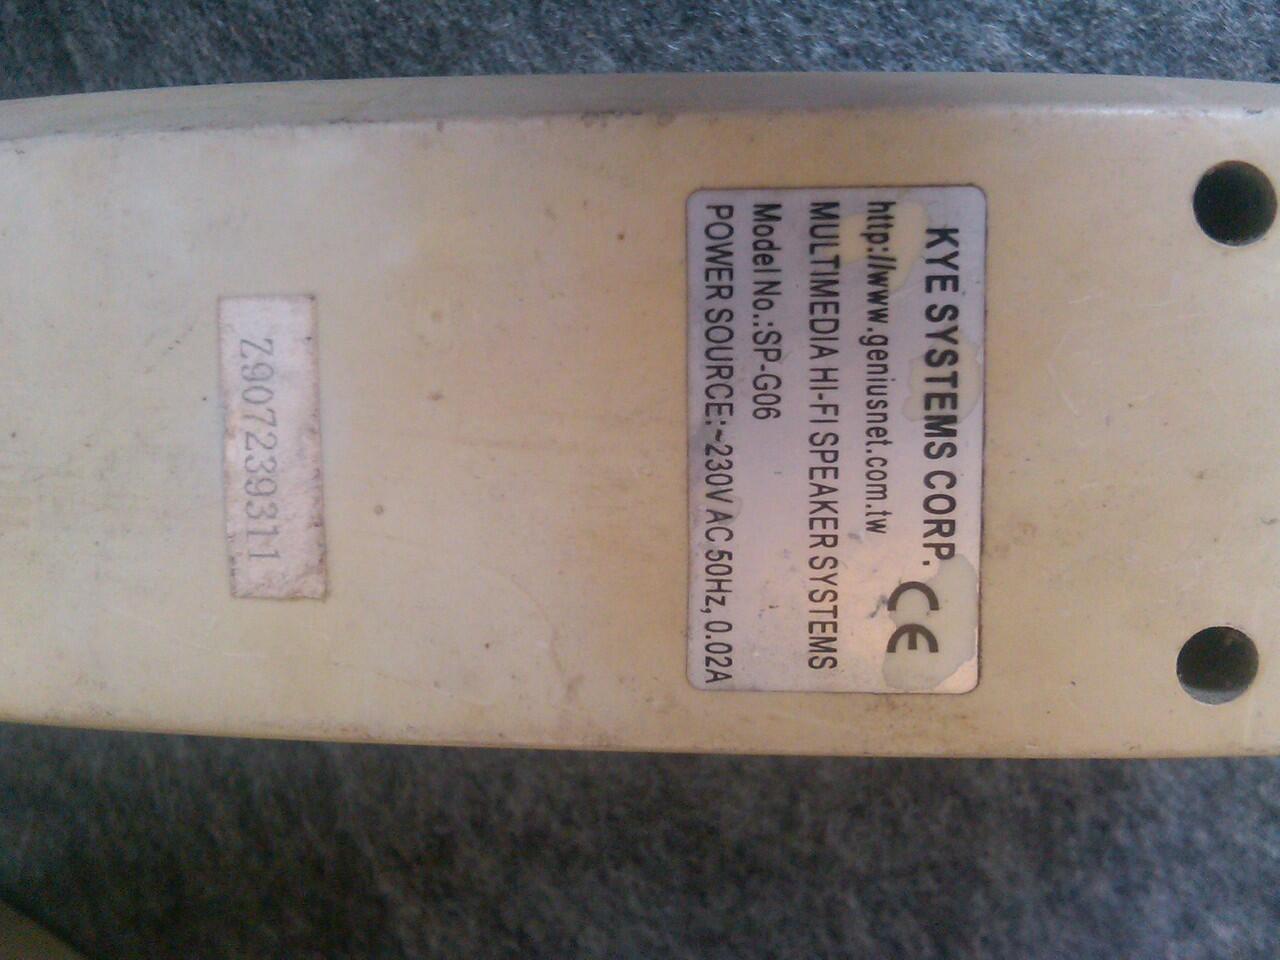 KYE SYSTEMS CORP.
http://www.geniusnet.com.tw
CE
MULTIMEDIA HI-FI SPEAKER SYSTEMS
Model No.:SP-G06
POWER SOURCE:~230V AC 50Hz, 0.02A
Z907239311